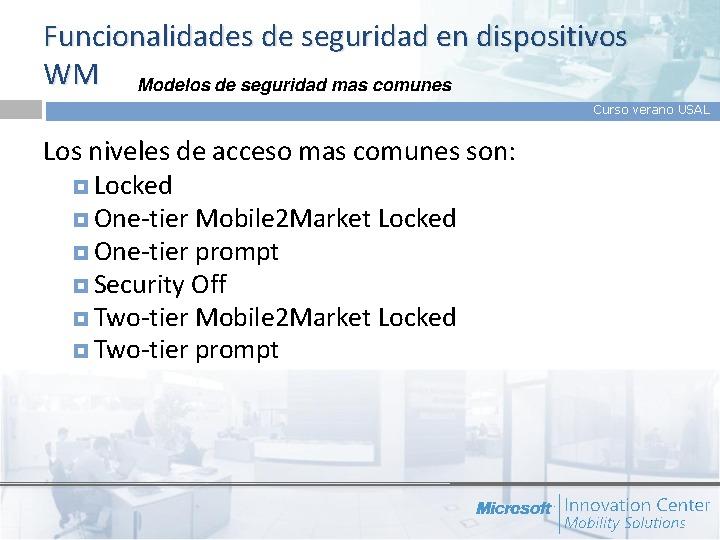 Funcionalidades de seguridad en dispositivos
WM
Modelos de seguridad mas comunes
Curso verano USAL
Los niveles de acceso mas comunes son:
Locked
One-tier Mobile2Market Locked
One-tier prompt
Security Off
Two-tier Mobile2Market Locked
Two-tier prompt
Microsoft Innovation Center
Mobility Solutions